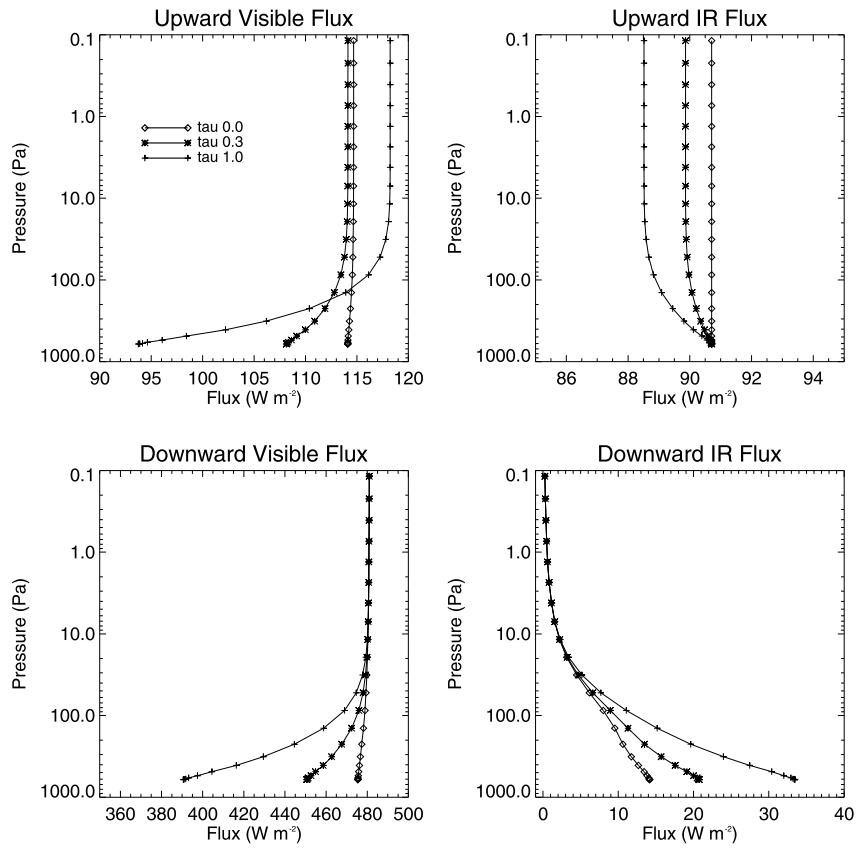 Upward Visible Flux
0.1
1.0
10.0
100.0
1000.0
Pressure (Pa)
tau 0.0
tau 0.3
tau 1.0
90 95 100 105 110 115 120
Flux (W m-2)
Upward IR Flux
0.1
1.0
10.0
100.0
1000.0
Pressure (Pa)
86 88 90 92 94
Flux (W m-2)
Downward Visible Flux
0.1
1.0
10.0
100.0
1000.0
Pressure (Pa)
360 380 400 420 440 460 480 500
Flux (W m-2)
Downward IR Flux
0.1
1.0
10.0
100.0
1000.0
Pressure (Pa)
0 10 20 30 40
Flux (W m-2)